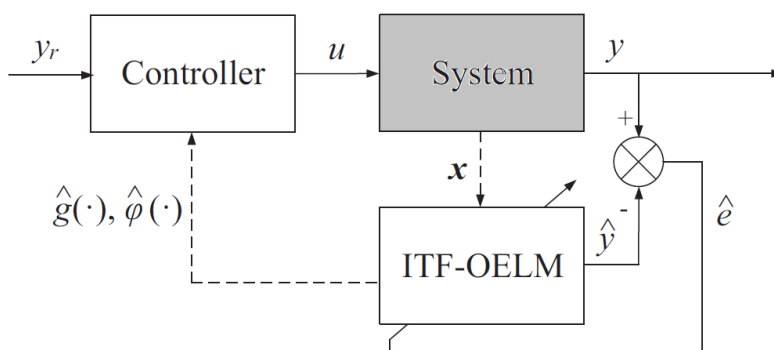 y_r
Controller
u
System
y
+
x
ĝ(·), φ̂(·)
ITF-OELM
ŷ
-
ê